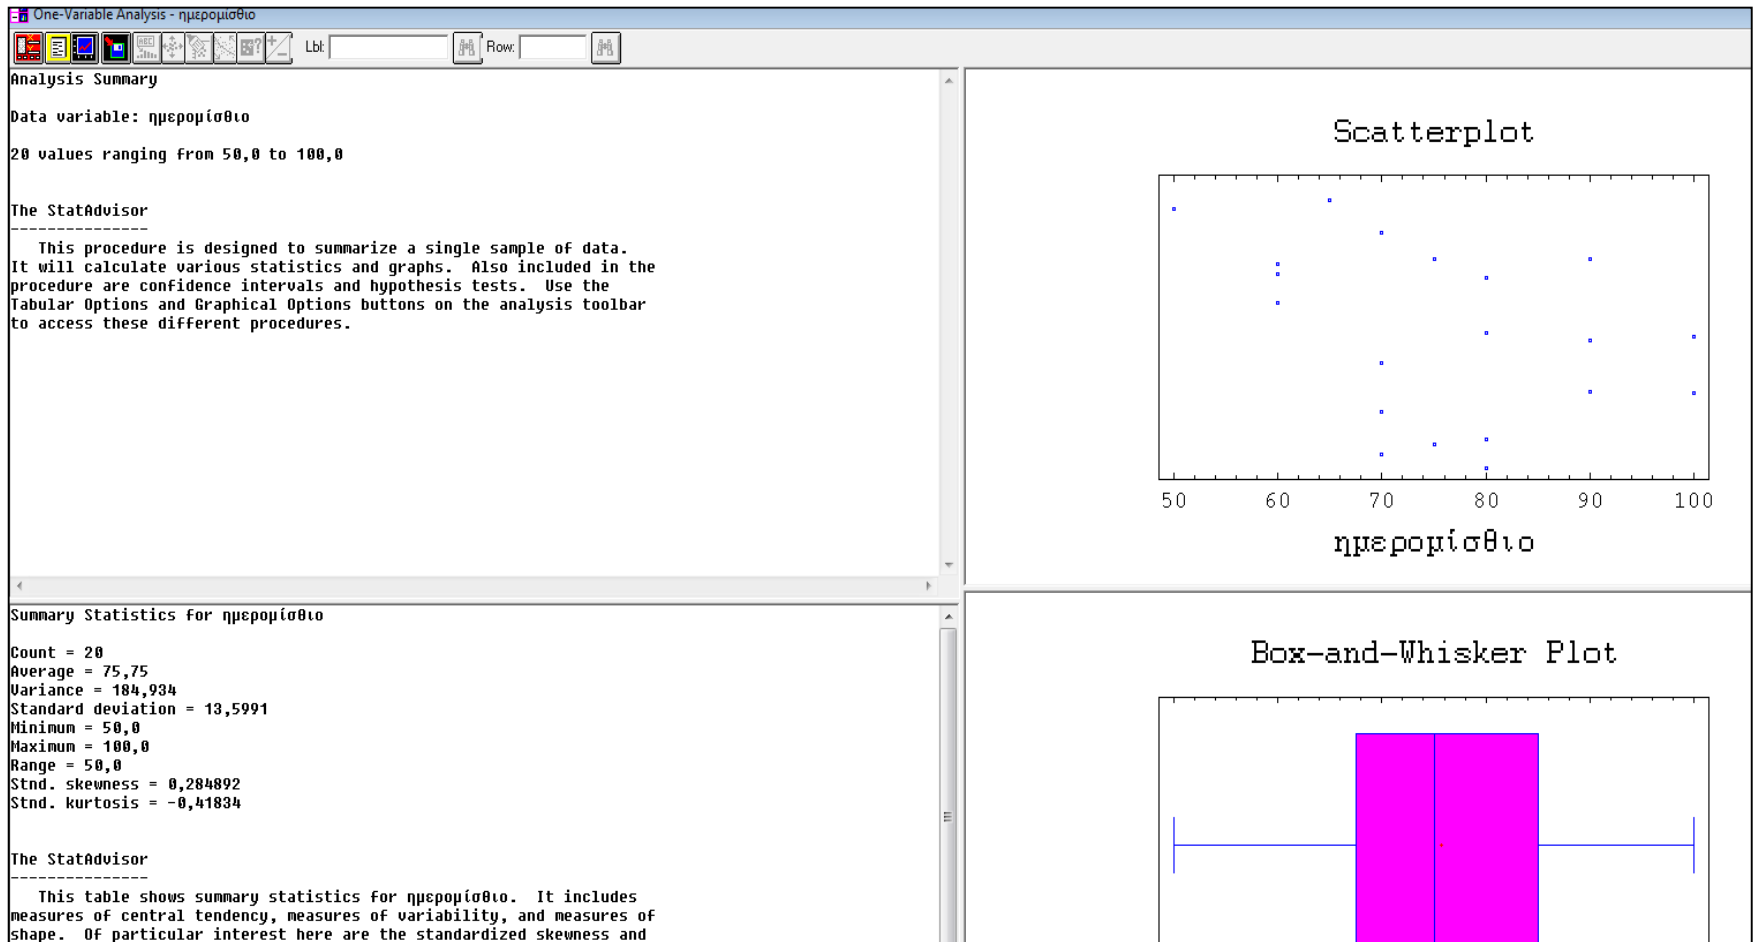 One-Variable Analysis - ημερομίσθιο
Lbl:
Row:
Analysis Summary
Data variable: ημερομίσθιο
20 values ranging from 50,0 to 100,0
The StatAdvisor
---------------
This procedure is designed to summarize a single sample of data.
It will calculate various statistics and graphs.  Also included in the
procedure are confidence intervals and hypothesis tests.  Use the
Tabular Options and Graphical Options buttons on the analysis toolbar
to access these different procedures.
Scatterplot
50 60 70 80 90 100
ημερομίσθιο
Summary Statistics for ημερομίσθιο
Count = 20
Average = 75,75
Variance = 184,934
Standard deviation = 13,5991
Minimum = 50,0
Maximum = 100,0
Range = 50,0
Stnd. skewness = 0,284892
Stnd. kurtosis = -0,41834
The StatAdvisor
---------------
This table shows summary statistics for ημερομίσθιο.  It includes
measures of central tendency, measures of variability, and measures of
shape.  Of particular interest here are the standardized skewness and
Box-and-Whisker Plot